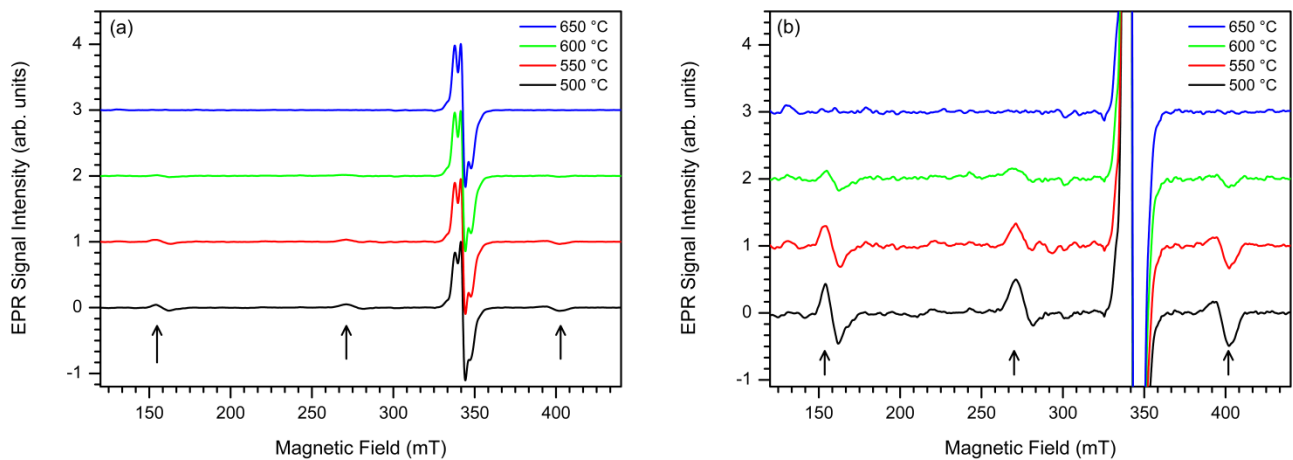 (a)
650 °C
600 °C
550 °C
500 °C
4
3
2
1
0
-1
150 200 250 300 350 400
EPR Signal Intensity (arb. units)
Magnetic Field (mT)
(b)
650 °C
600 °C
550 °C
500 °C
4
3
2
1
0
-1
150 200 250 300 350 400
EPR Signal Intensity (arb. units)
Magnetic Field (mT)